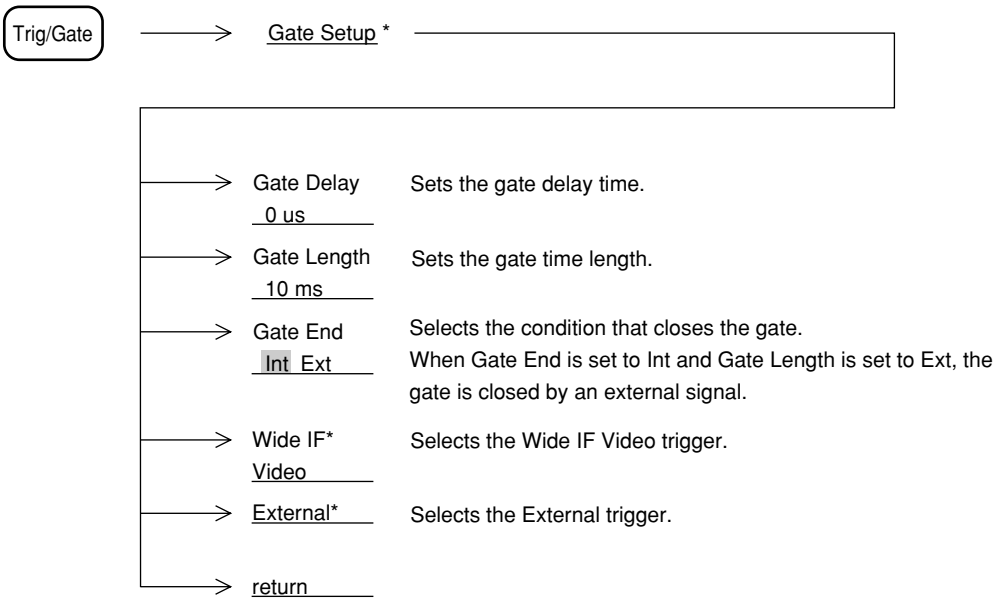 Trig/Gate
Gate Setup *
Gate Delay
0 us
Sets the gate delay time.
Gate Length
10 ms
Sets the gate time length.
Gate End
Int Ext
Selects the condition that closes the gate.
When Gate End is set to Int and Gate Length is set to Ext, the
gate is closed by an external signal.
Wide IF*
Video
Selects the Wide IF Video trigger.
External*
Selects the External trigger.
return